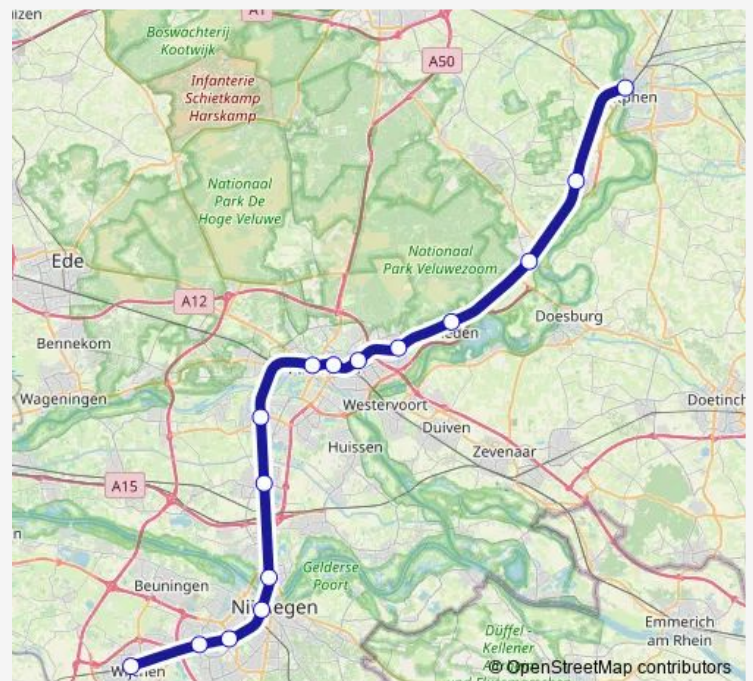 A1
Boswachterij
Kootwijk
A50
Infanterie
Schietkamp
Harskamp
Nationaal
Park De
Hoge Veluwe
Nationaal
Park Veluwezoom
Ede
A12
Doesburg
Bennekom
Wageningen
Westervoort
Doetinch
Duiven
Huissen
Zevenaar
A15
Gelderse
Poort
Beuningen
Emmerich
am Rhein
Düffel -
Kellener
© OpenStreetMap contributors